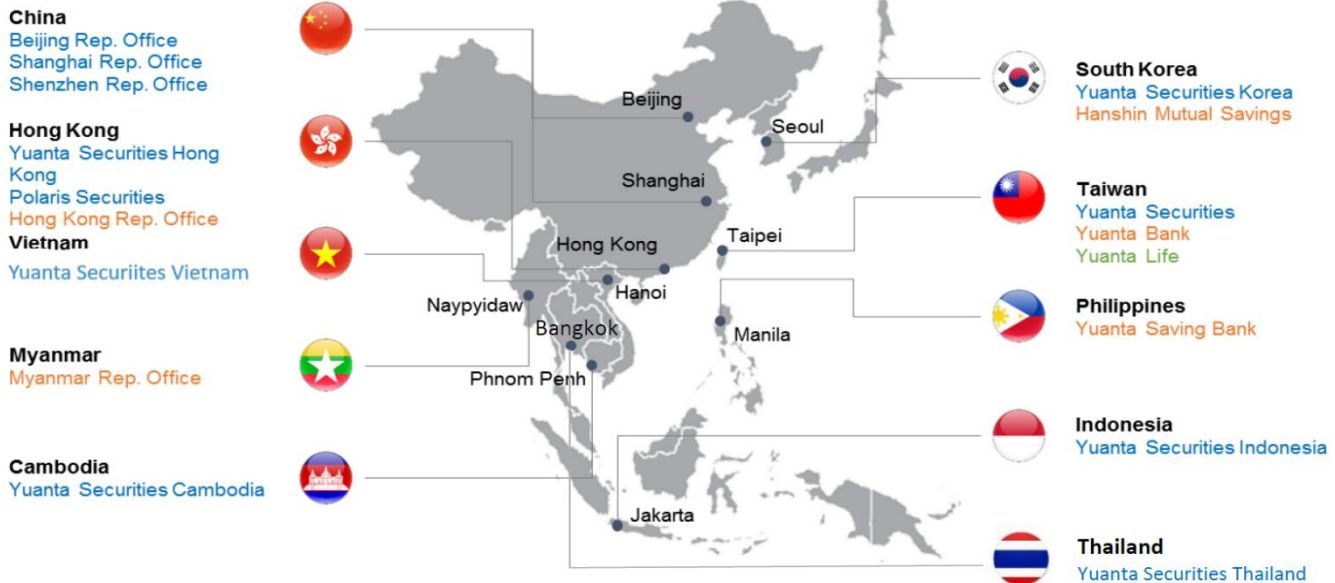 China
Beijing Rep. Office
Shanghai Rep. Office
Shenzhen Rep. Office
Hong Kong
Yuanta Securities Hong
Kong
Polaris Securities
Hong Kong Rep. Office
Vietnam
Yuanta Securiites Vietnam
Myanmar
Myanmar Rep. Office
Cambodia
Yuanta Securities Cambodia
Beijing
Seoul
Shanghai
Taipei
Hong Kong
Hanoi
Naypyidaw
Bangkok
Manila
Phnom Penh
Jakarta
South Korea
Yuanta Securities Korea
Hanshin Mutual Savings
Taiwan
Yuanta Securities
Yuanta Bank
Yuanta Life
Philippines
Yuanta Saving Bank
Indonesia
Yuanta Securities Indonesia
Thailand
Yuanta Securities Thailand